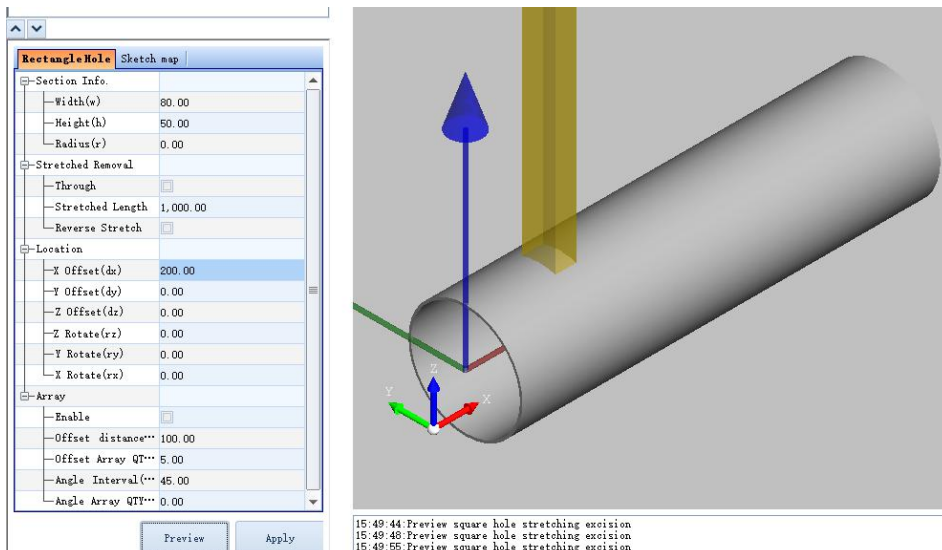 RectangleHole Sketch map
Section Info.
Width(w) 80.00
Height(h) 50.00
Radius(r) 0.00
Stretched Removal
Through
Stretched Length 1,000.00
Reverse Stretch
Location
X Offset(dx) 200.00
Y Offset(dy) 0.00
Z Offset(dz) 0.00
Z Rotate(rz) 0.00
Y Rotate(ry) 0.00
X Rotate(rx) 0.00
Array
Enable
Offset distance··· 100.00
Offset Array QT··· 5.00
Angle Interval(··· 45.00
Angle Array QTY··· 0.00
Preview Apply
Z
Y
X
15:49:44:Preview square hole stretching excision
15:49:48:Preview square hole stretching excision
15:49:55:Preview square hole stretching excision